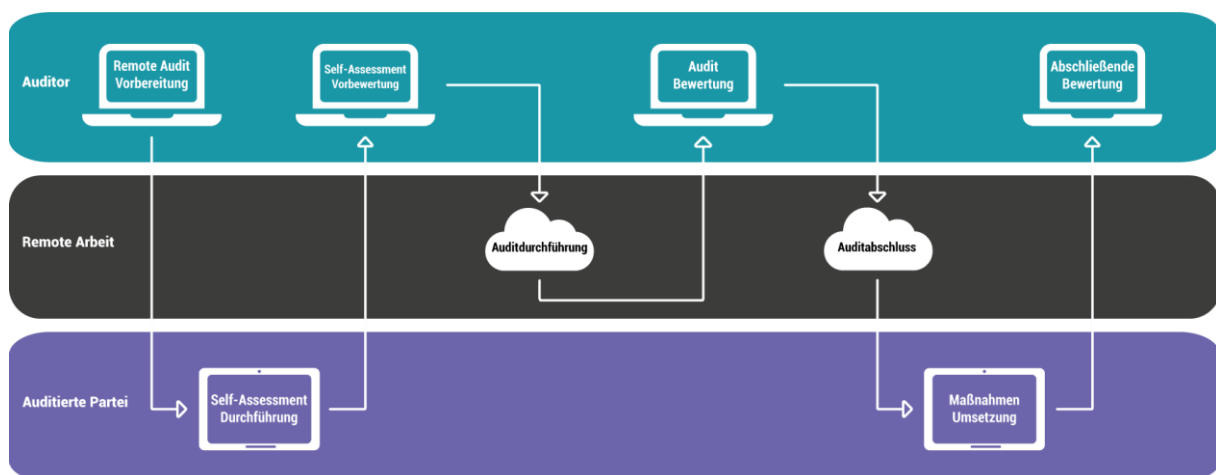 Auditor
Remote Audit
Vorbereitung
Self-Assessment
Vorbewertung
Audit
Bewertung
Abschließende
Bewertung
Remote Arbeit
Auditdurchführung
Auditabschluss
Auditierte Partei
Self-Assessment
Durchführung
Maßnahmen
Umsetzung